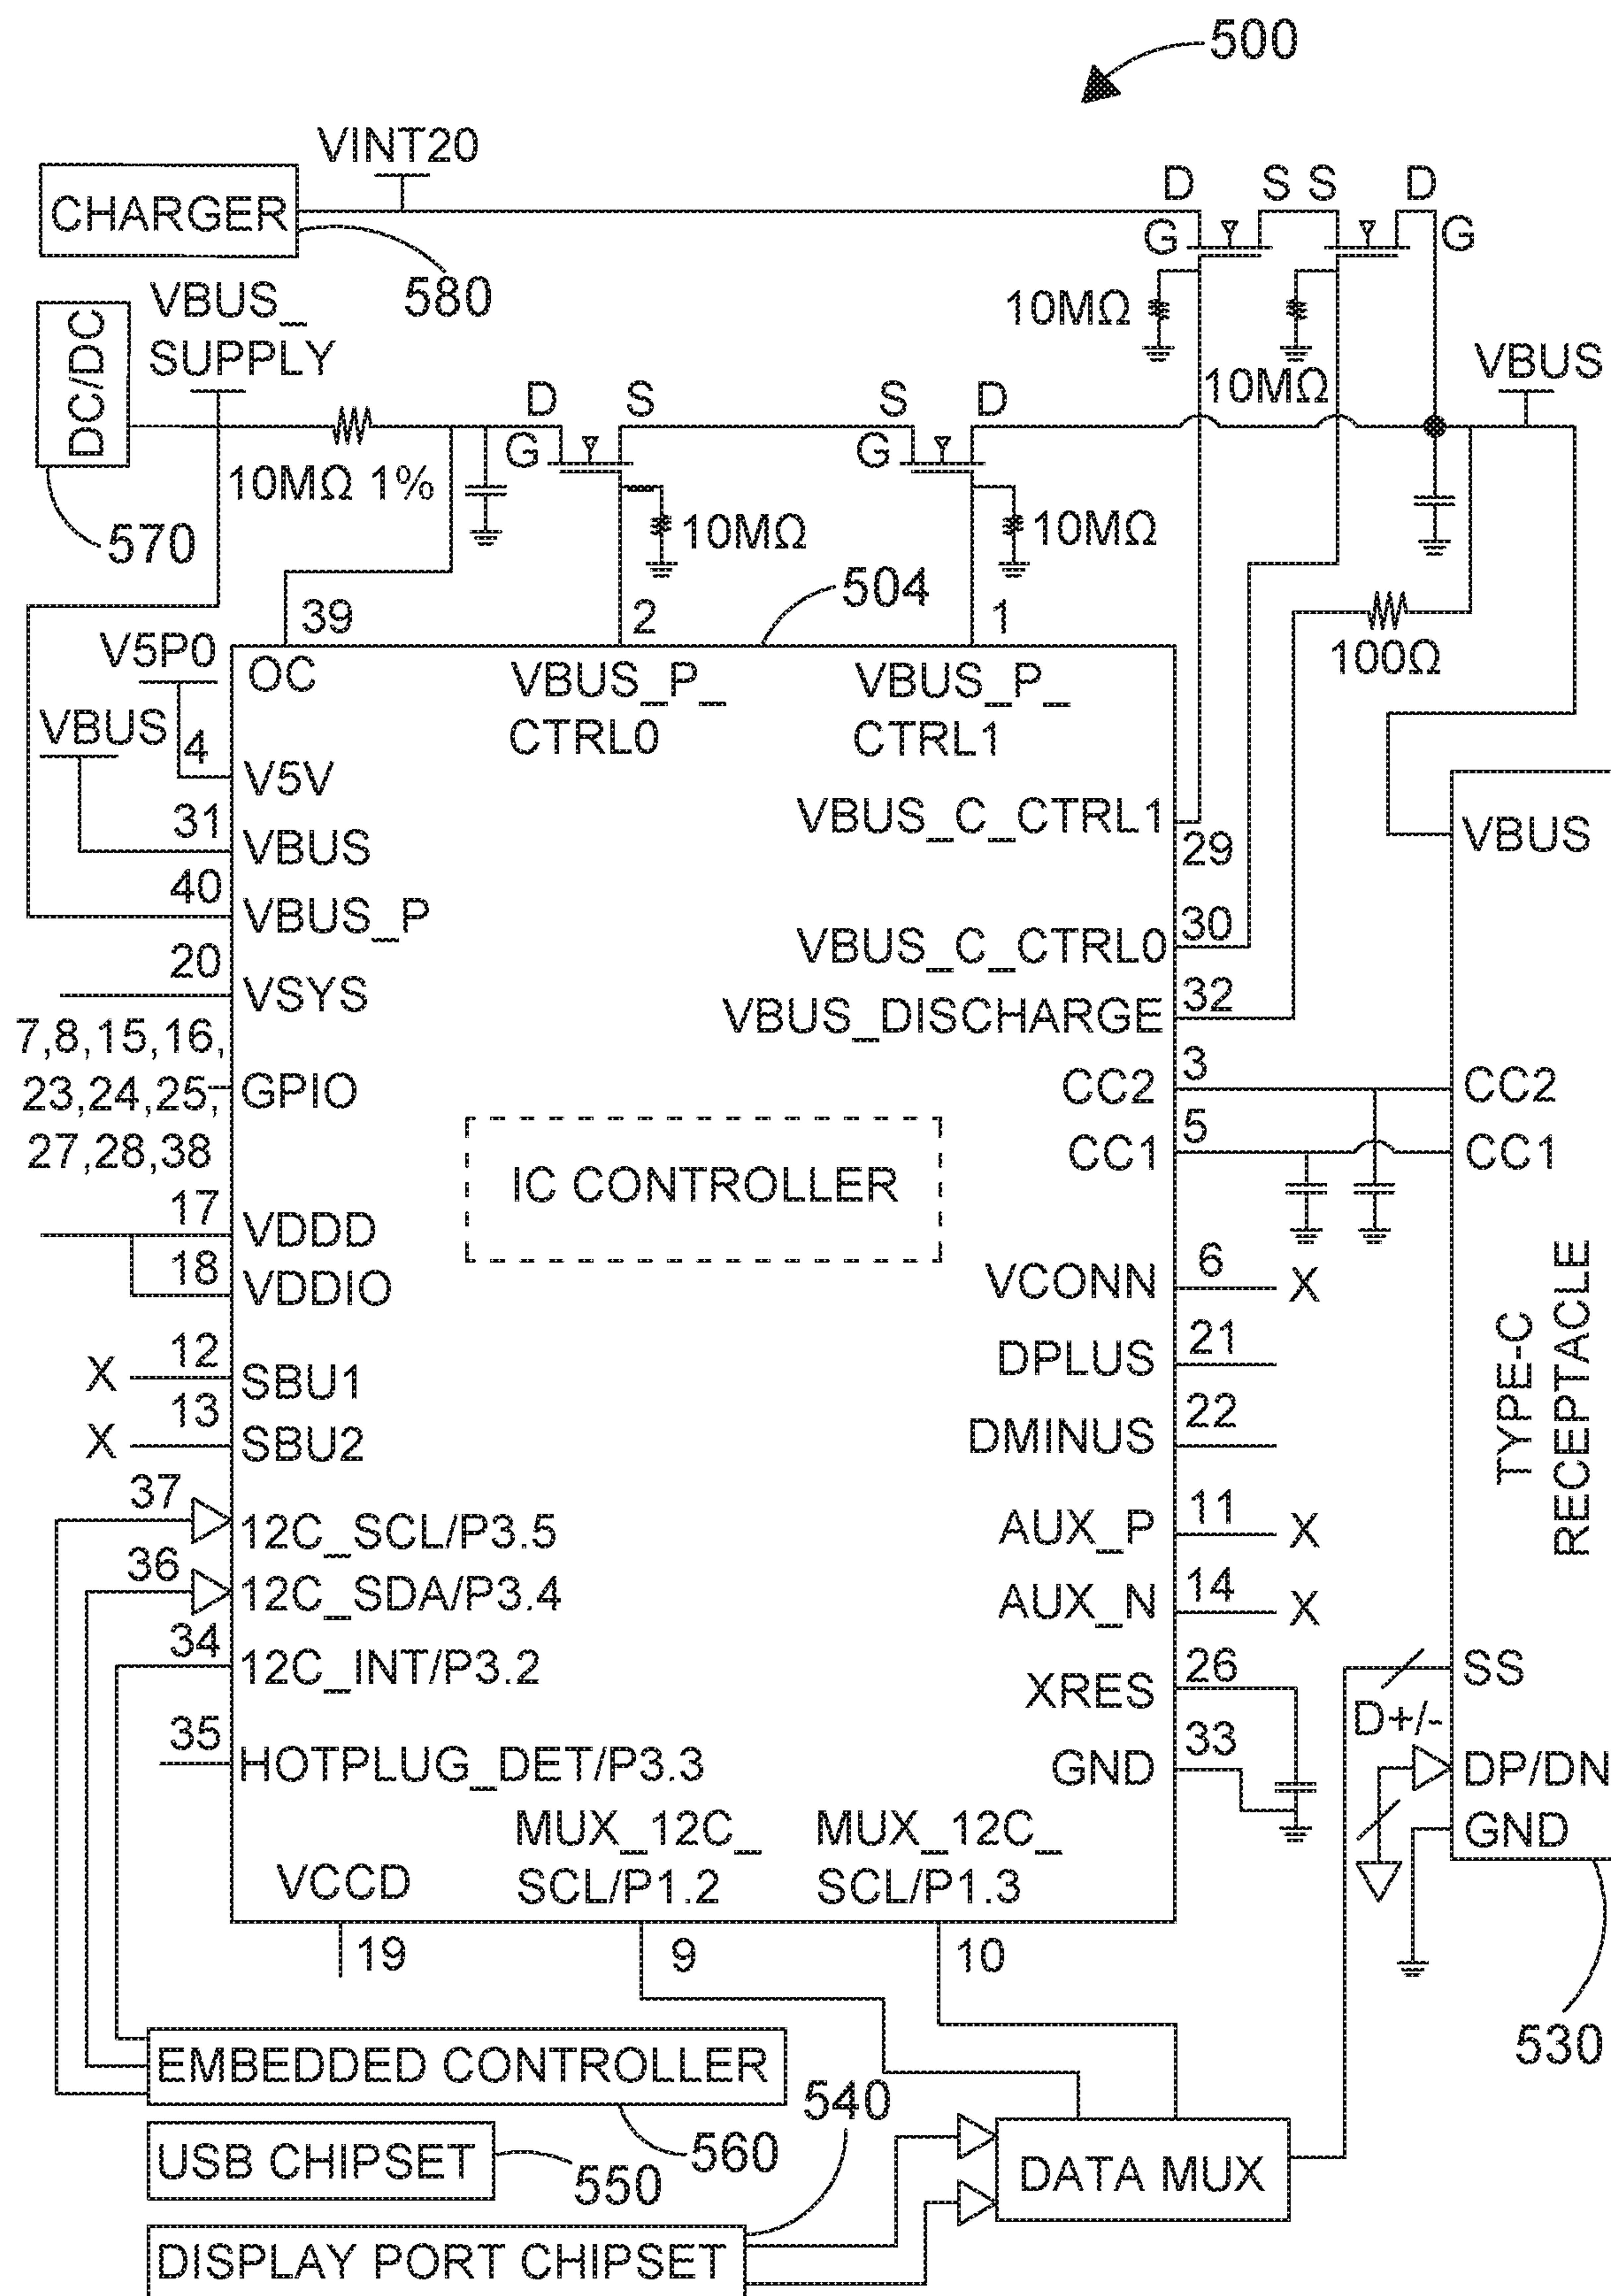 500
VINT20
D S S D
CHARGER
G G
580
10MΩ
10MΩ
VBUS_
SUPPLY
DC/DC
VBUS
D S S D
G G
10MΩ 1%
10MΩ
10MΩ
570
504
39 2 1
V5P0
OC
VBUS_P_
CTRL0
VBUS_P_
CTRL1
100Ω
VBUS
4
V5V
31
VBUS
VBUS_C_CTRL1
29
VBUS
40
VBUS_P
VBUS_C_CTRL0
30
20
VSYS
VBUS_DISCHARGE
32
7,8,15,16,
23,24,25,
27,28,38
GPIO
CC2
3
CC2
CC1
5
CC1
IC CONTROLLER
17
VDDD
18
VDDIO
VCONN
6
X
X
12
SBU1
DPLUS
21
X
13
SBU2
DMINUS
22
TYPE-C
RECEPTACLE
37
12C_SCL/P3.5
AUX_P
11
X
36
12C_SDA/P3.4
AUX_N
14
X
34
12C_INT/P3.2
XRES
26
SS
D+/-
35
HOTPLUG_DET/P3.3
GND
33
DP/DN
GND
VCCD
MUX_12C_
SCL/P1.2
MUX_12C_
SCL/P1.3
19 9 10
530
EMBEDDED CONTROLLER
560
540
USB CHIPSET
550
DATA MUX
DISPLAY PORT CHIPSET